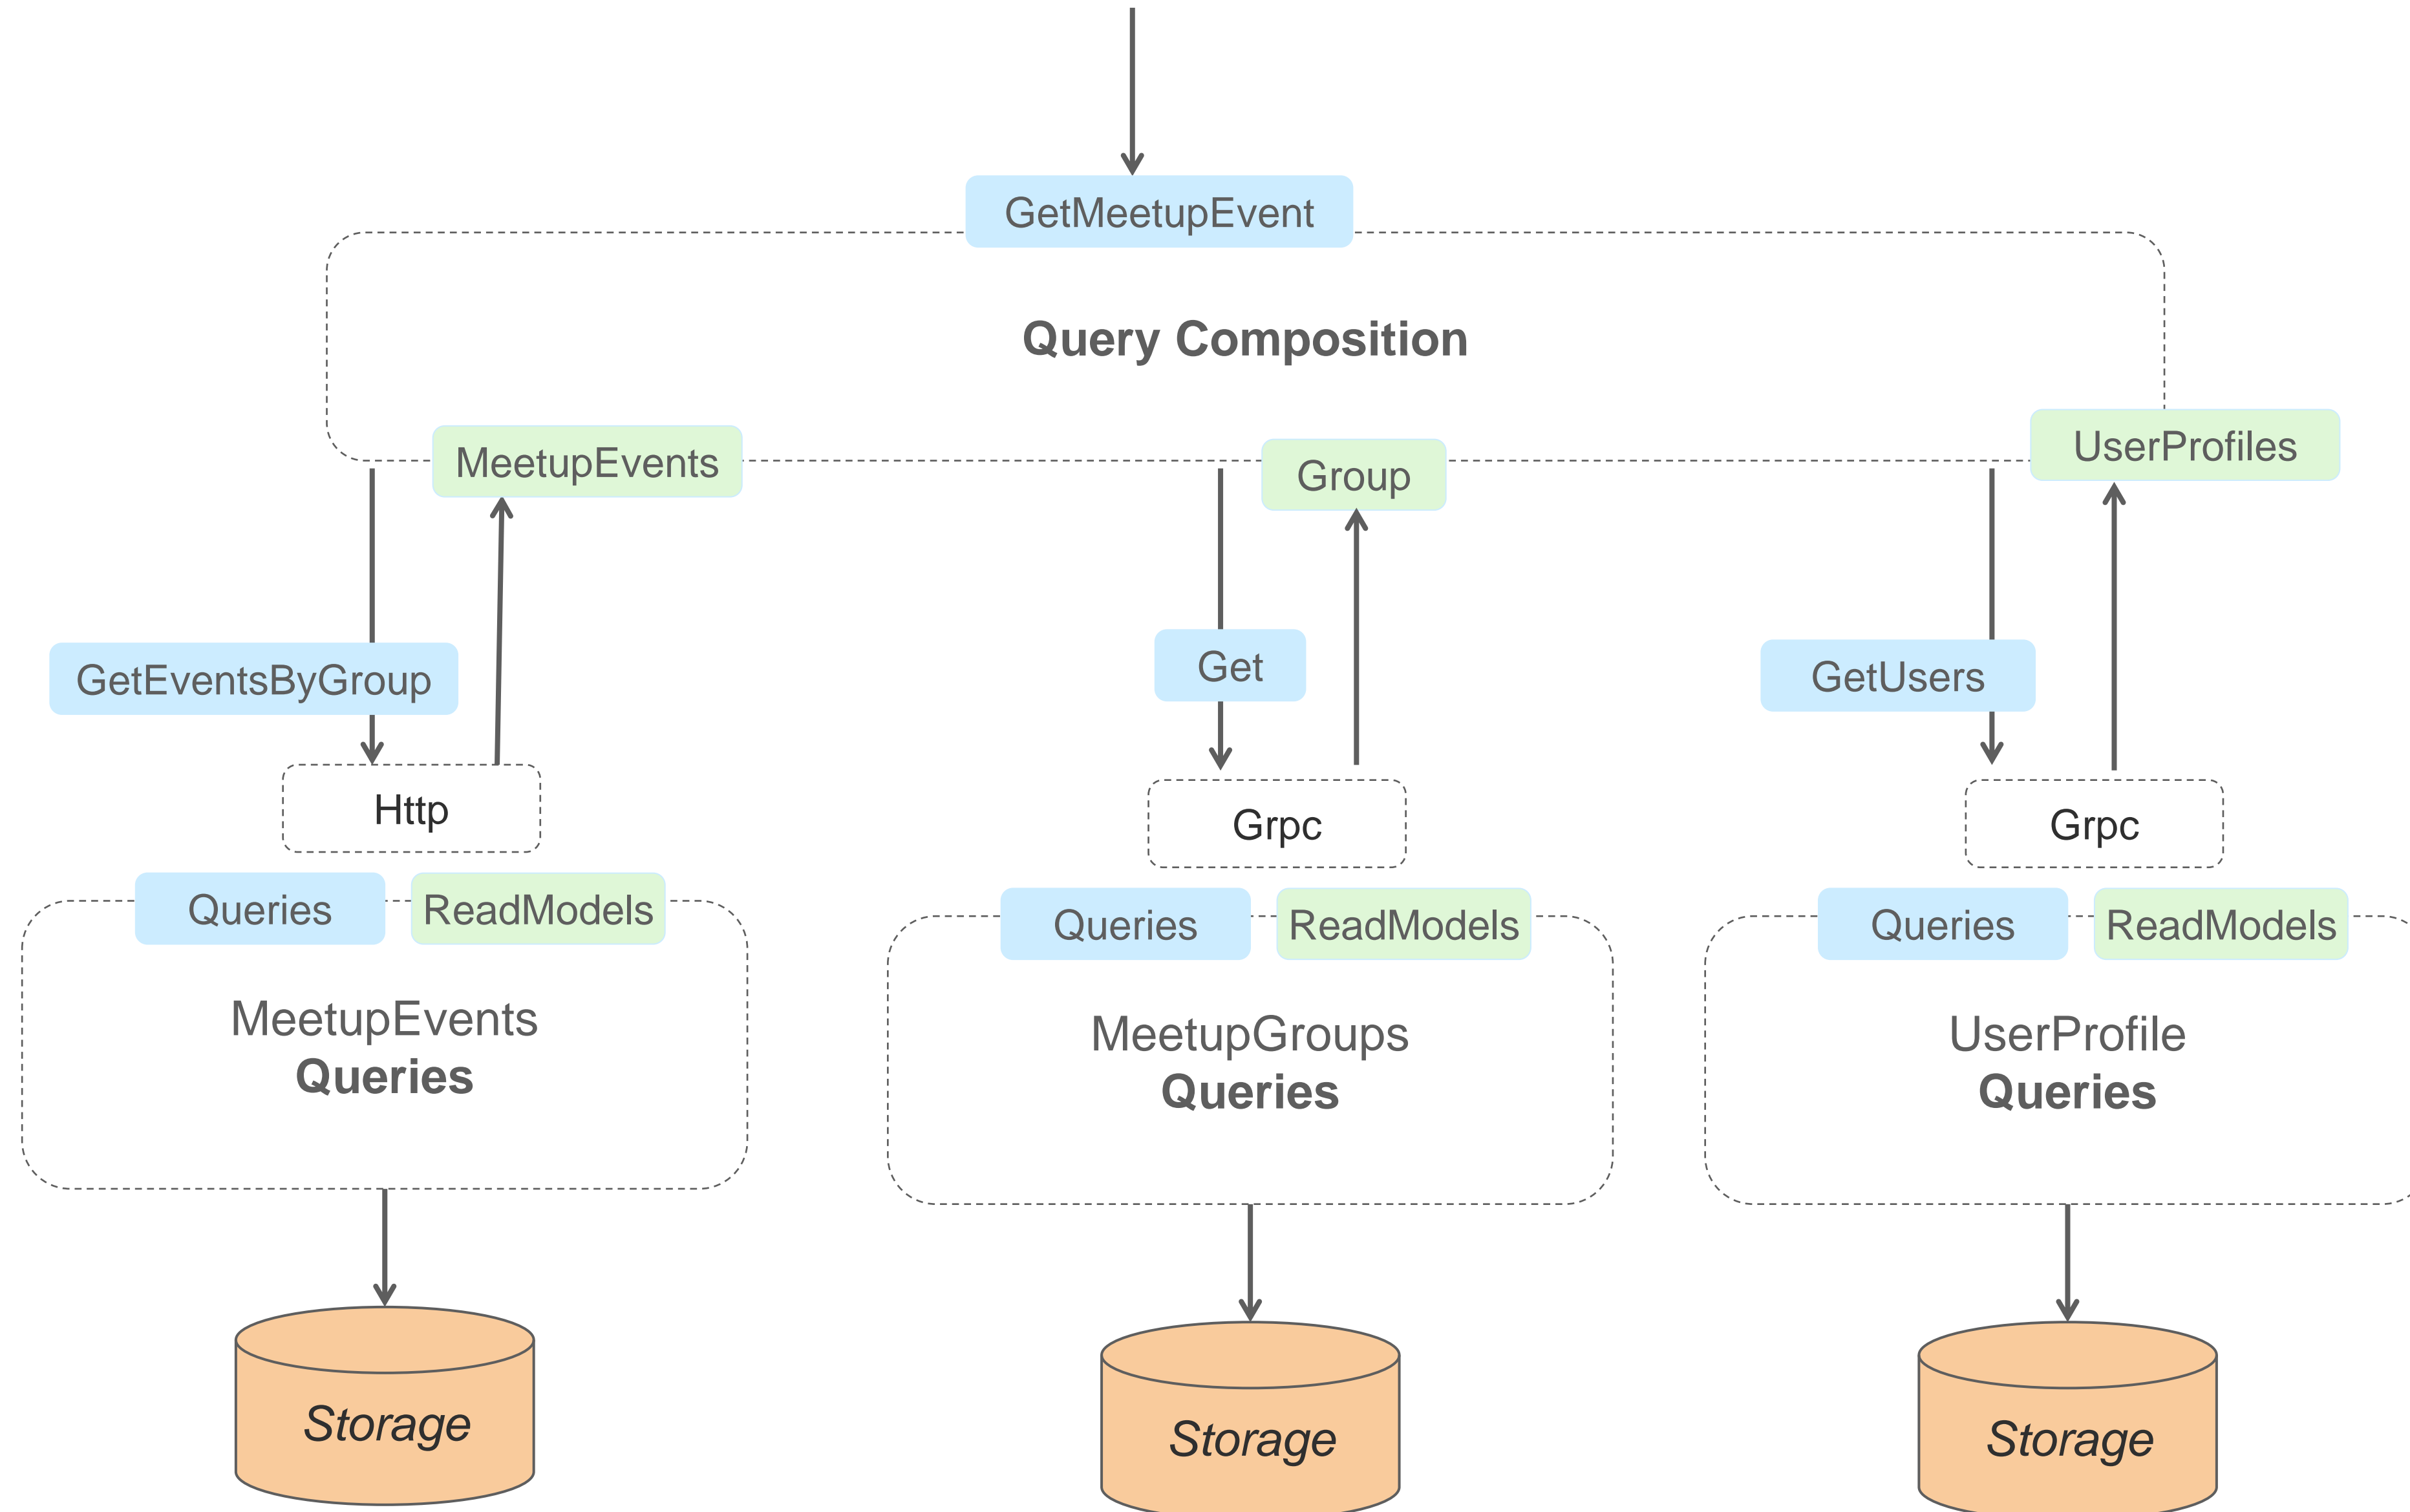 GetMeetupEvent
Query Composition
MeetupEvents
Group
UserProfiles
GetEventsByGroup
Get
GetUsers
Http
Grpc
Grpc
Queries
ReadModels
Queries
ReadModels
Queries
ReadModels
MeetupEvents
Queries
MeetupGroups
Queries
UserProfile
Queries
Storage
Storage
Storage